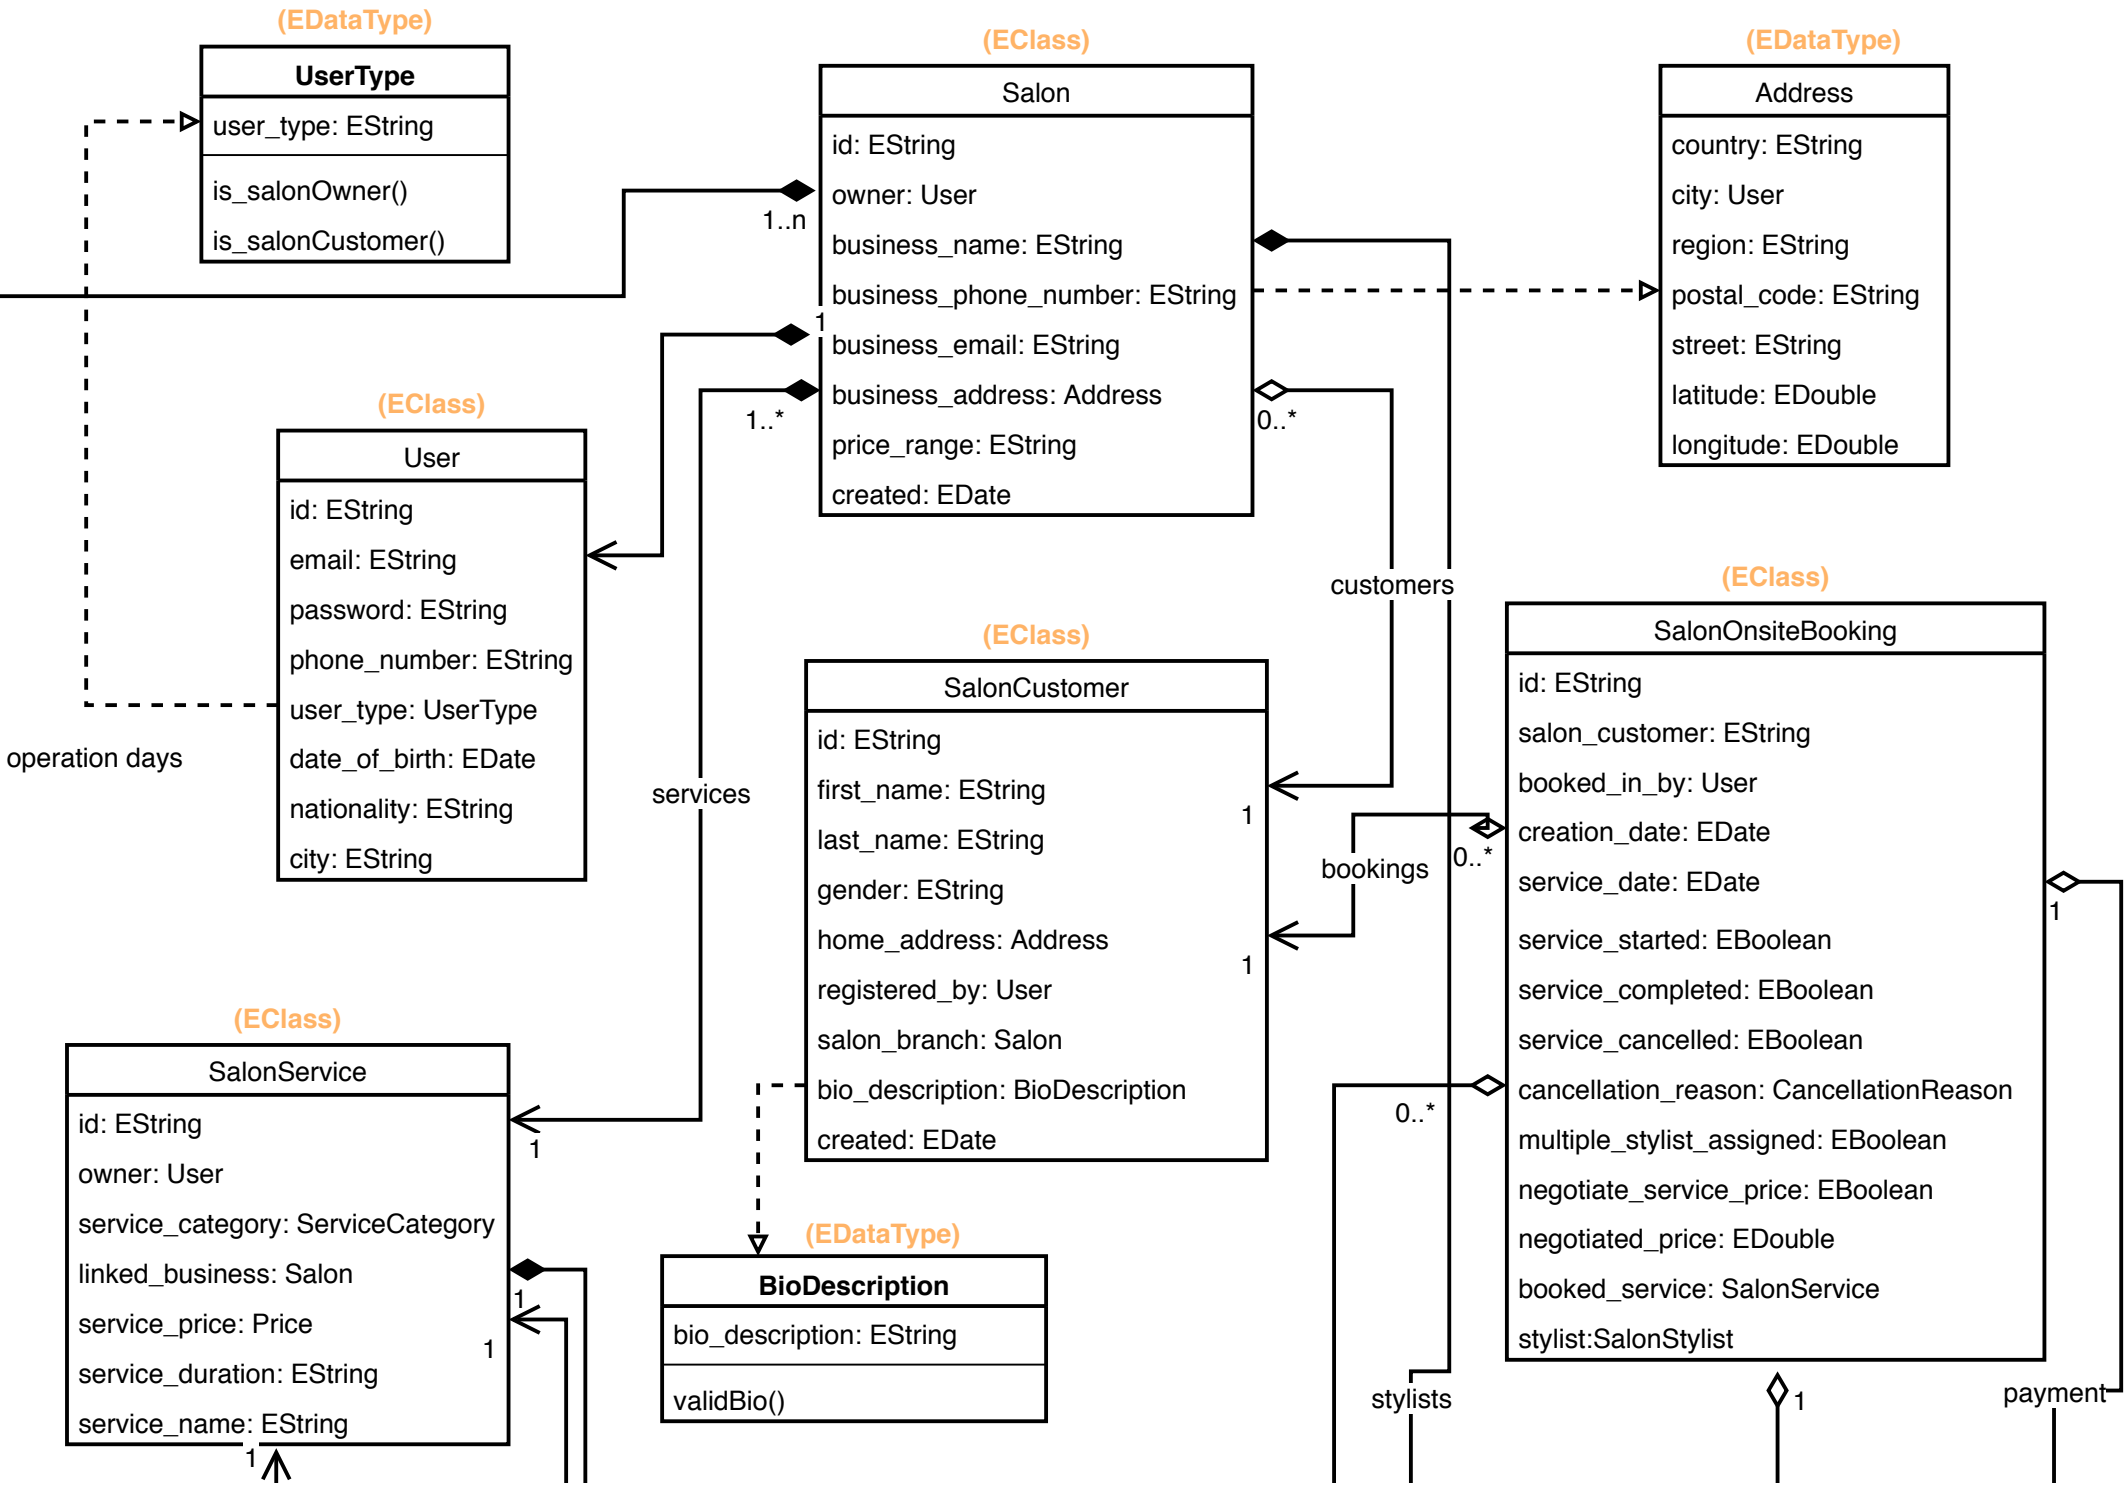 (EDataType)
UserType
user_type: EString
is_salonOwner()
is_salonCustomer()
(EClass)
Salon
id: EString
owner: User
business_name: EString
business_phone_number: EString
business_email: EString
business_address: Address
price_range: EString
created: EDate
1..n
1
1..*
0..*
(EDataType)
Address
country: EString
city: User
region: EString
postal_code: EString
street: EString
latitude: EDouble
longitude: EDouble
(EClass)
User
id: EString
email: EString
password: EString
phone_number: EString
user_type: UserType
date_of_birth: EDate
nationality: EString
city: EString
operation days
services
customers
(EClass)
SalonCustomer
id: EString
first_name: EString
last_name: EString
gender: EString
home_address: Address
registered_by: User
salon_branch: Salon
bio_description: BioDescription
created: EDate
1
1
bookings
0..*
(EClass)
SalonOnsiteBooking
id: EString
salon_customer: EString
booked_in_by: User
creation_date: EDate
service_date: EDate
service_started: EBoolean
service_completed: EBoolean
service_cancelled: EBoolean
cancellation_reason: CancellationReason
multiple_stylist_assigned: EBoolean
negotiate_service_price: EBoolean
negotiated_price: EDouble
booked_service: SalonService
stylist:SalonStylist
1
0..*
1
payment
stylists
(EClass)
SalonService
id: EString
owner: User
service_category: ServiceCategory
linked_business: Salon
service_price: Price
service_duration: EString
service_name: EString
1
1
1
1
(EDataType)
BioDescription
bio_description: EString
validBio()